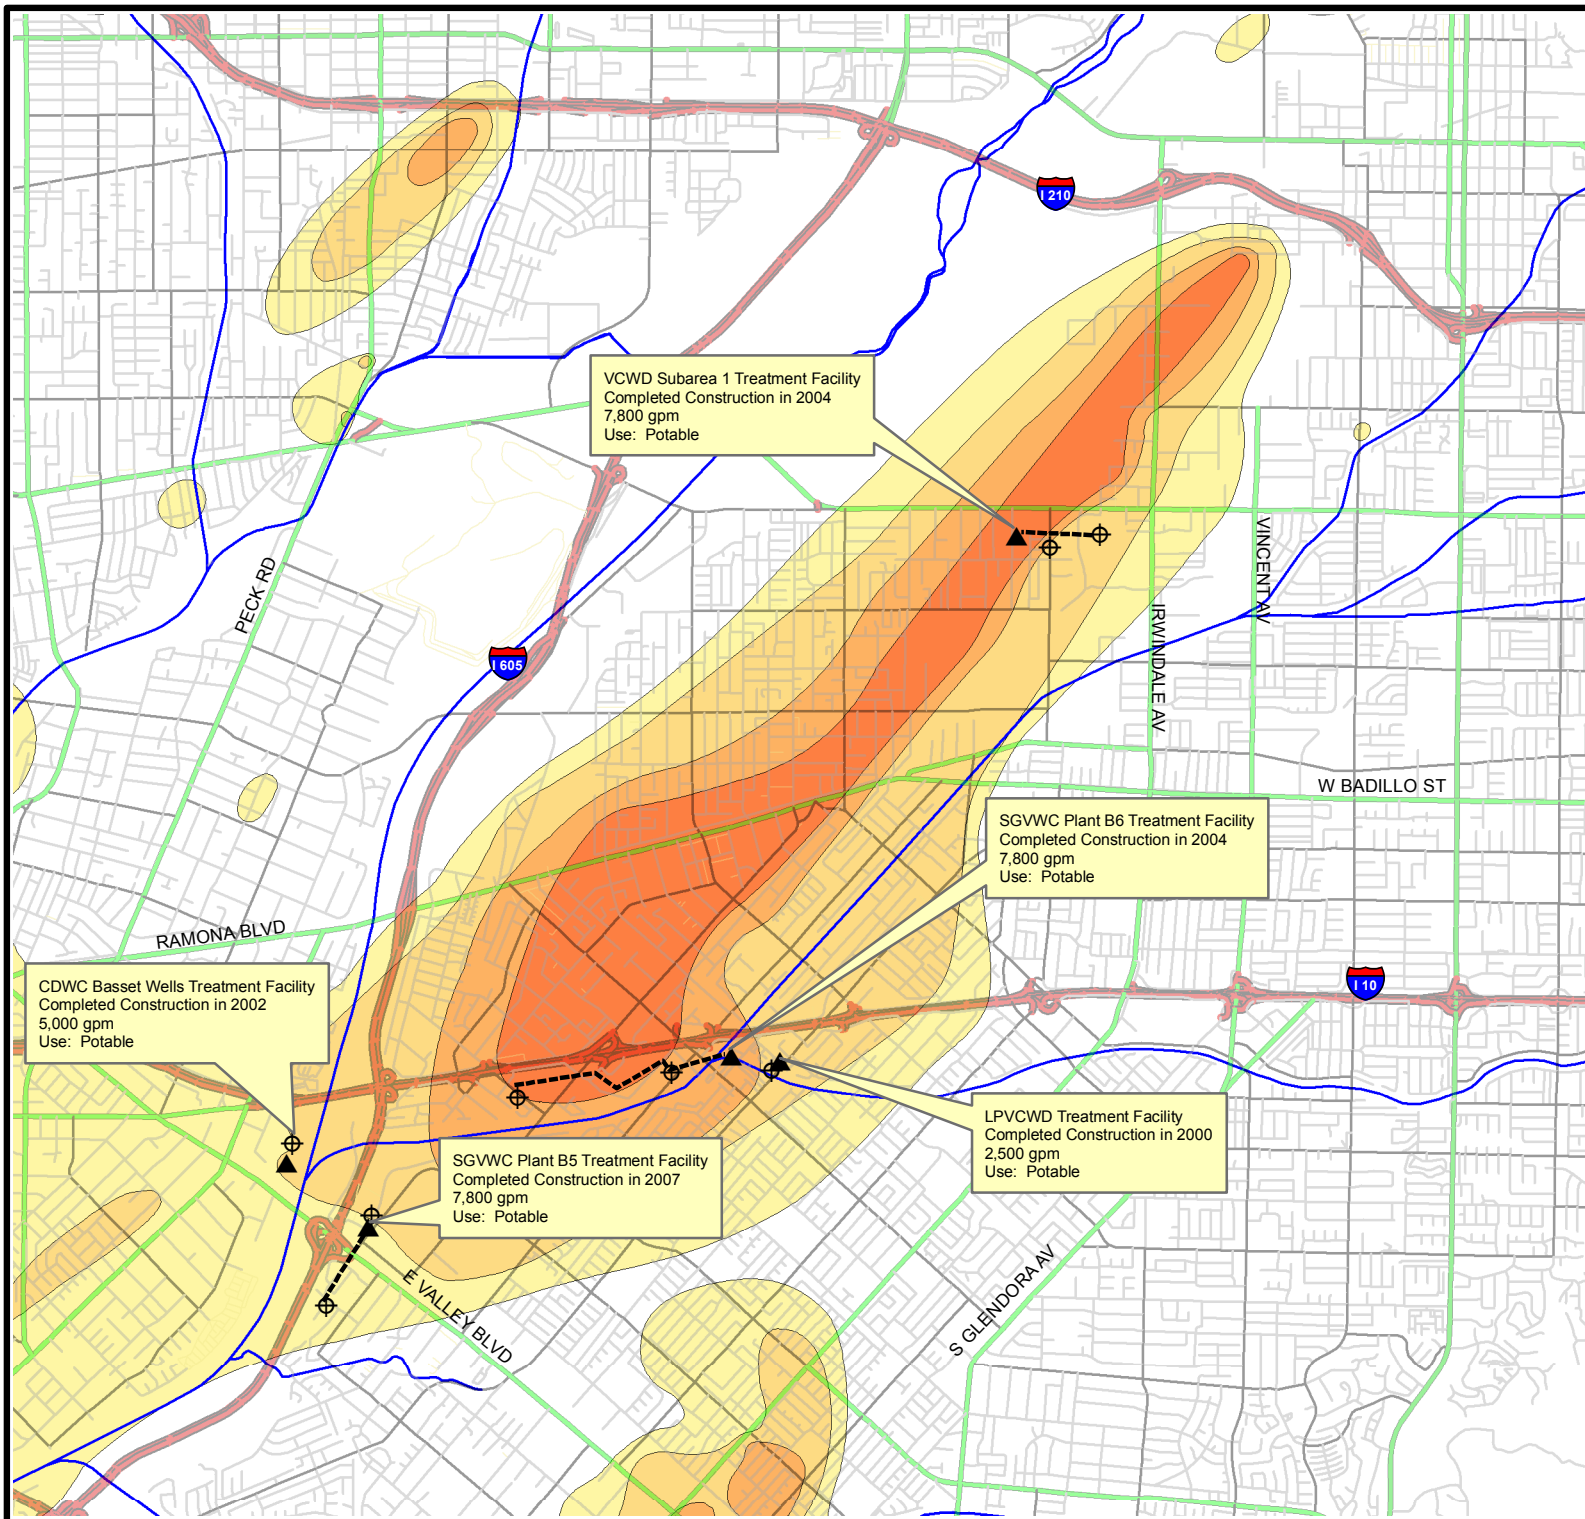 I 210
VCWD Subarea 1 Treatment Facility
Completed Construction in 2004
7,800 gpm
Use: Potable
PECK RD
VINCENT AV
IRWINDALE AV
I 605
W BADILLO ST
SGVWC Plant B6 Treatment Facility
Completed Construction in 2004
7,800 gpm
Use: Potable
RAMONA BLVD
CDWC Basset Wells Treatment Facility
Completed Construction in 2002
5,000 gpm
Use: Potable
I 10
LPVCWD Treatment Facility
Completed Construction in 2000
2,500 gpm
Use: Potable
SGVWC Plant B5 Treatment Facility
Completed Construction in 2007
7,800 gpm
Use: Potable
E VALLEY BLVD
S GLENDORA AV